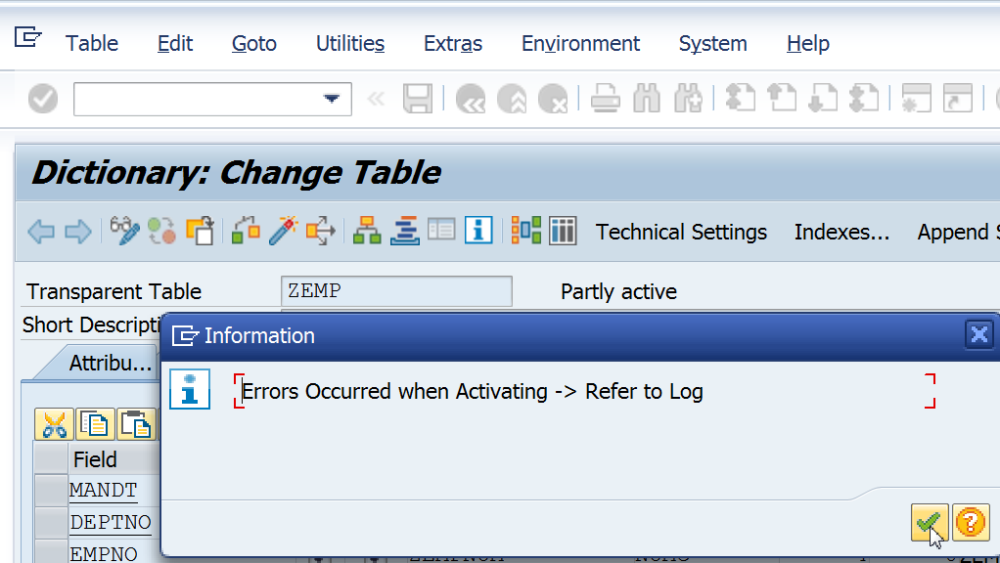 Table Edit Goto Utilities Extras Environment System Help
Dictionary: Change Table
Technical Settings Indexes... Append
Transparent Table ZEMP Partly active
Short Descripti
Information
Attribu...
Errors Occurred when Activating -> Refer to Log
Field
MANDT
DEPTNO
EMPNO